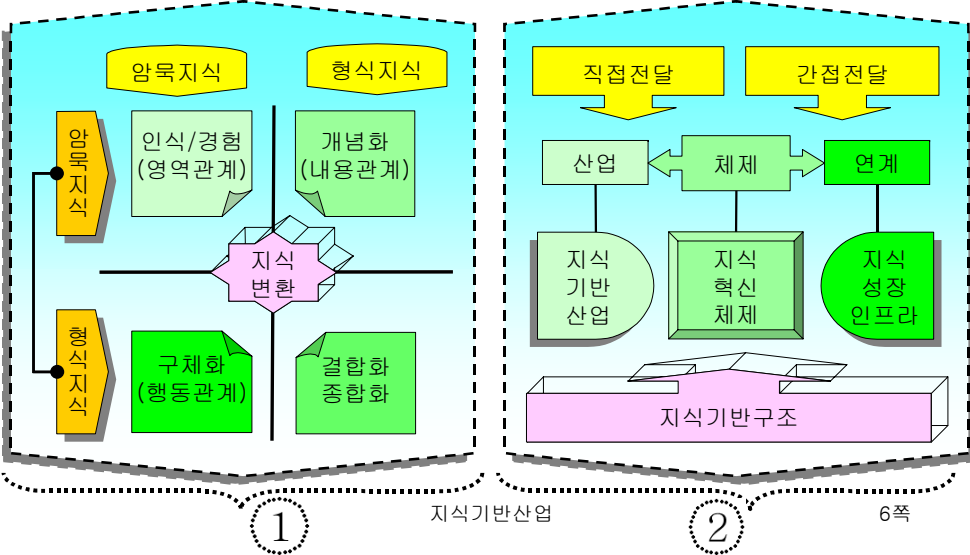 암묵지식
형식지식
암
묵
지
식
인식/경험
(영역관계)
개념화
(내용관계)
지식
변환
형
식
지
식
구체화
(행동관계)
결합화
종합화
1
직접전달
간접전달
산업
체제
연계
지식
기반
산업
지식
혁신
체제
지식
성장
인프라
지식기반구조
2
지식기반산업
6쪽